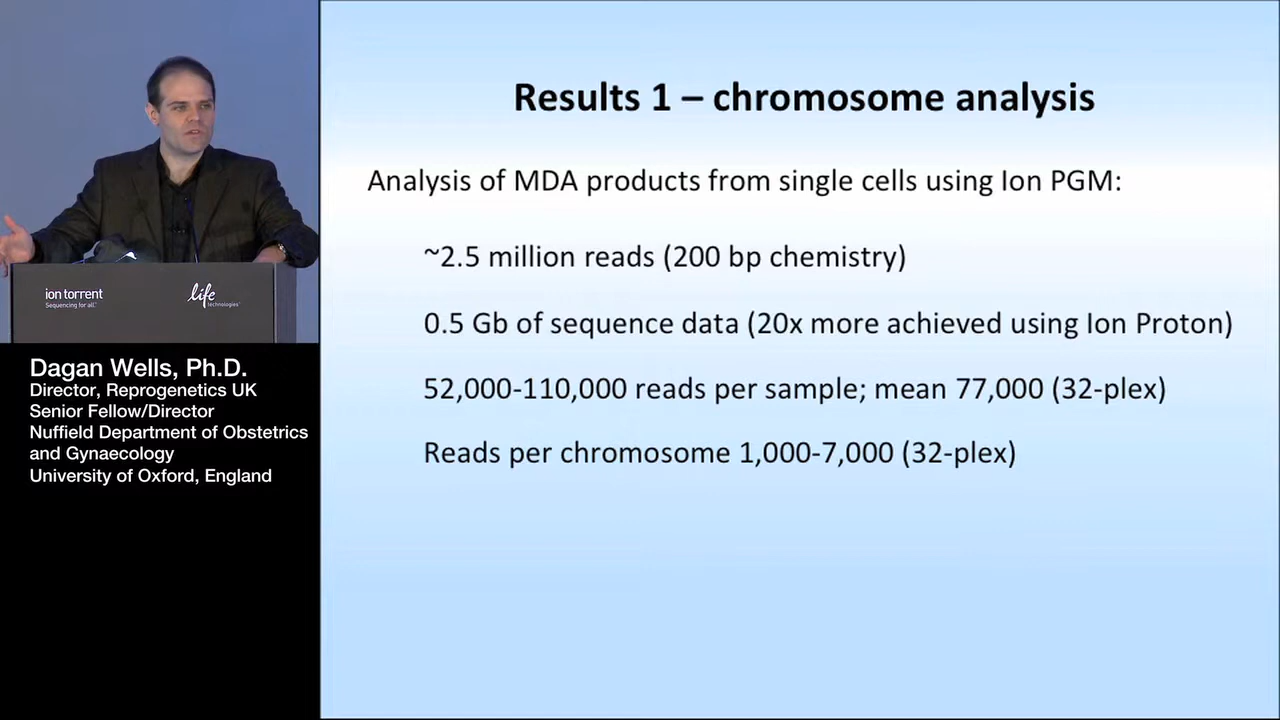 ion torrent
Sequencing for all.™
life
technologies™
Dagan Wells, Ph.D.
Director, Reprogenetics UK
Senior Fellow/Director
Nuffield Department of Obstetrics
and Gynaecology
University of Oxford, England
Results 1 – chromosome analysis
Analysis of MDA products from single cells using Ion PGM:
~2.5 million reads (200 bp chemistry)
0.5 Gb of sequence data (20x more achieved using Ion Proton)
52,000-110,000 reads per sample; mean 77,000 (32-plex)
Reads per chromosome 1,000-7,000 (32-plex)